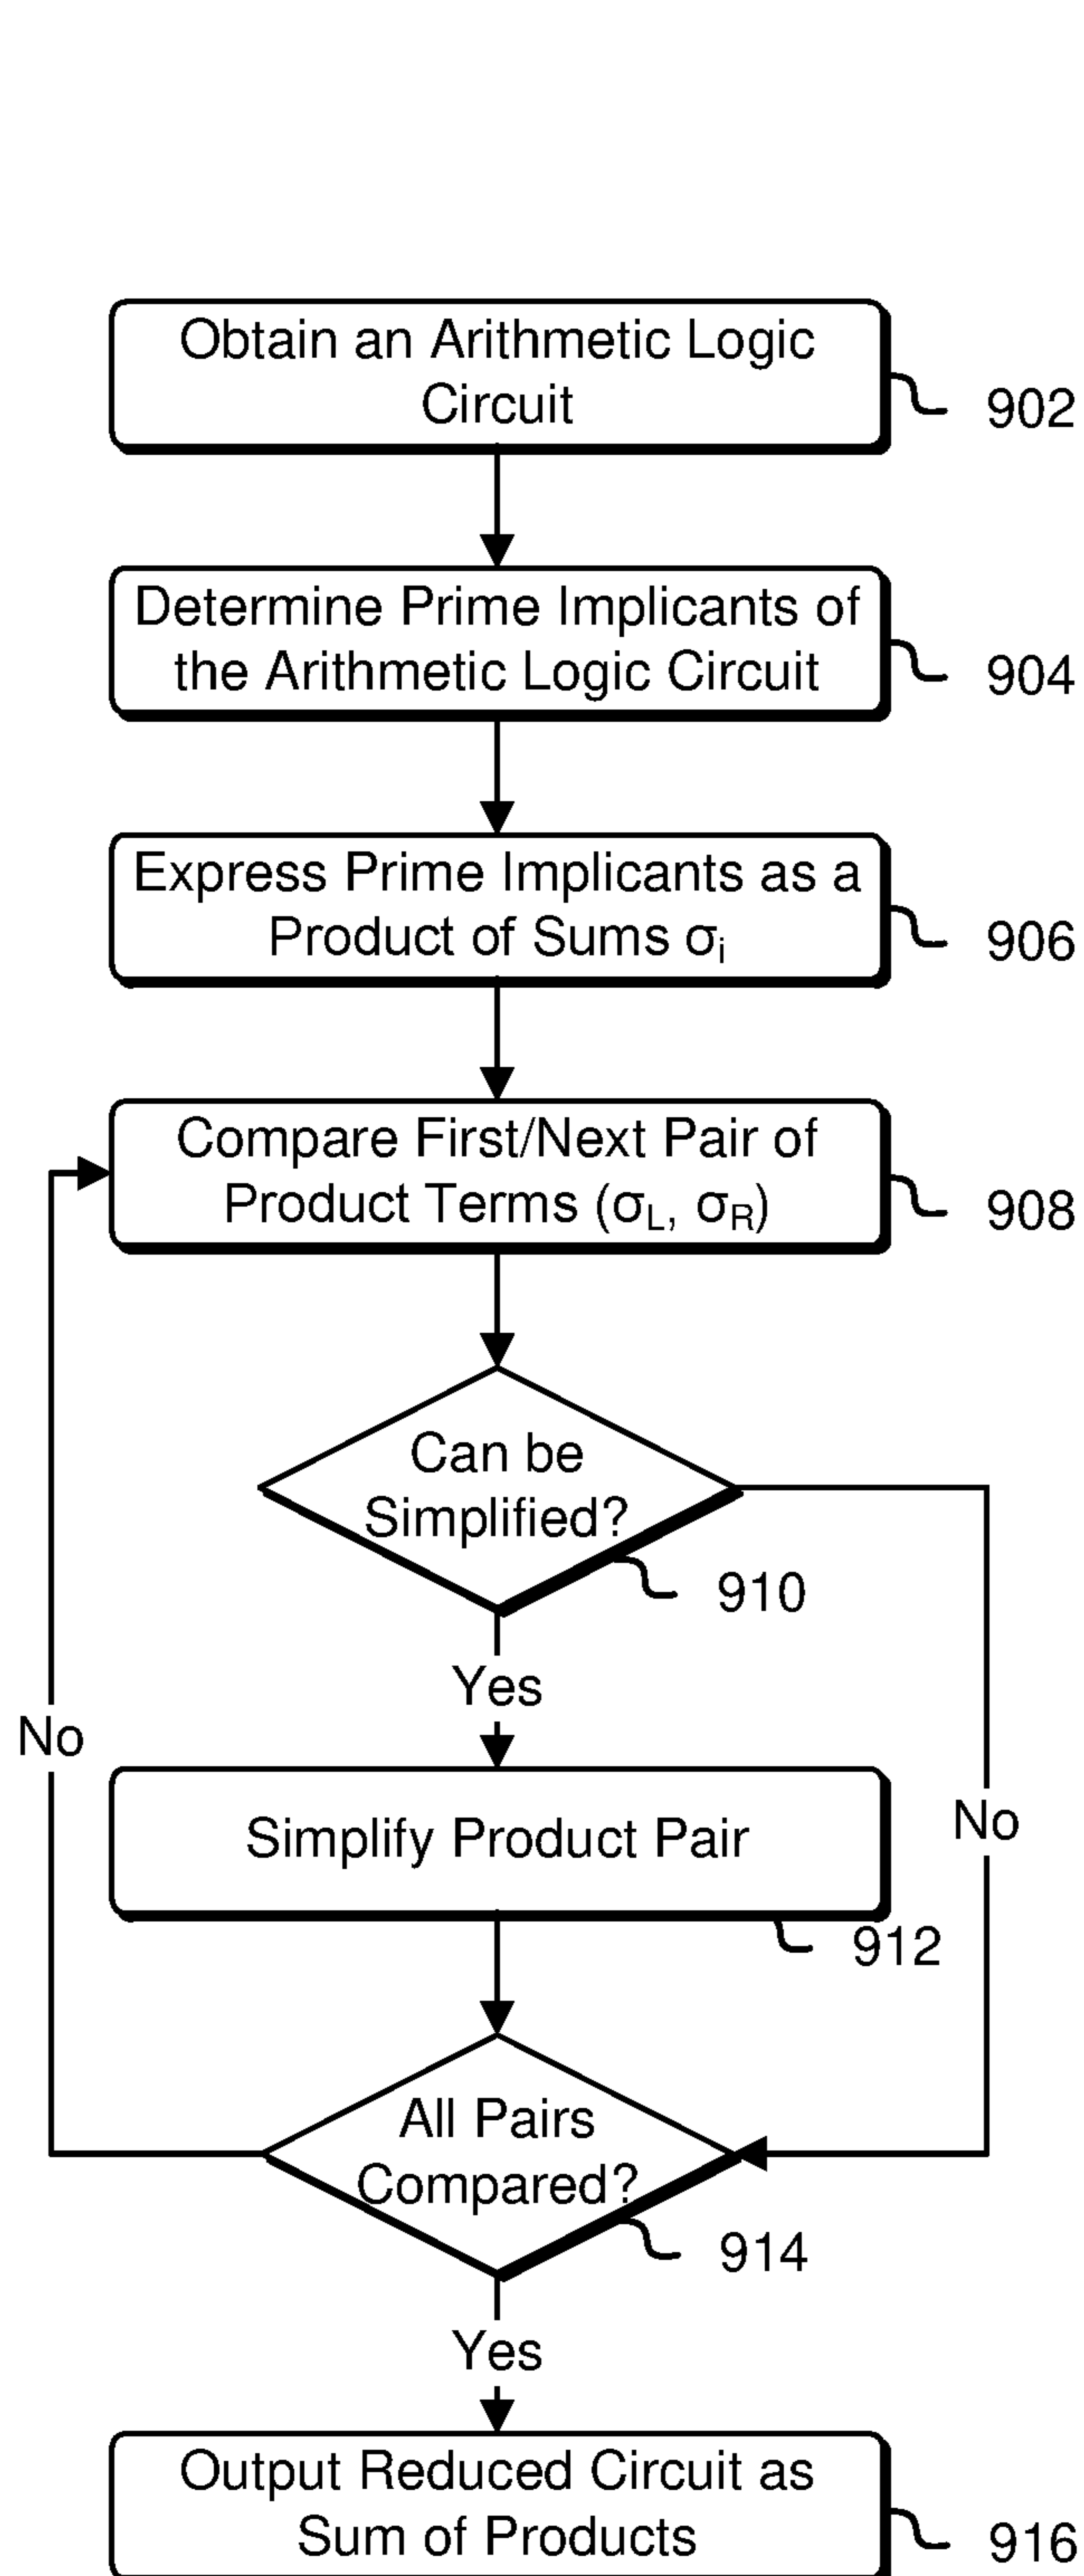 Obtain an Arithmetic Logic
Circuit
902
Determine Prime Implicants of
the Arithmetic Logic Circuit
904
Express Prime Implicants as a
Product of Sums σi
906
Compare First/Next Pair of
Product Terms (σL, σR)
908
Can be
Simplified?
910
Yes
No
Simplify Product Pair
No
912
All Pairs
Compared?
914
Yes
Output Reduced Circuit as
Sum of Products
916